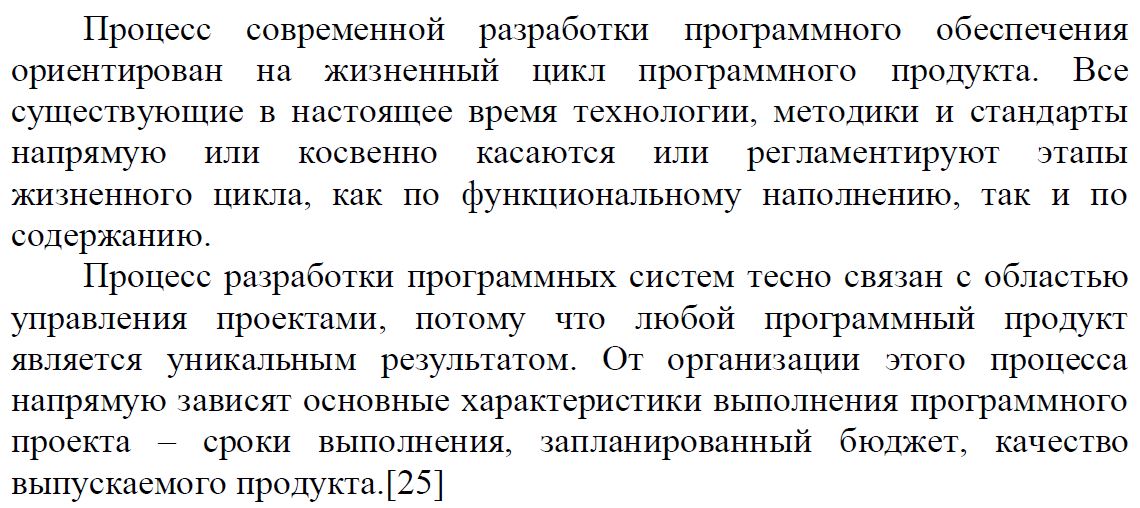 Процесс современной разработки программного обеспечения
ориентирован на жизненный цикл программного продукта. Все
существующие в настоящее время технологии, методики и стандарты
напрямую или косвенно касаются или регламентируют этапы
жизненного цикла, как по функциональному наполнению, так и по
содержанию.
Процесс разработки программных систем тесно связан с областью
управления проектами, потому что любой программный продукт
является уникальным результатом. От организации этого процесса
напрямую зависят основные характеристики выполнения программного
проекта – сроки выполнения, запланированный бюджет, качество
выпускаемого продукта.[25]